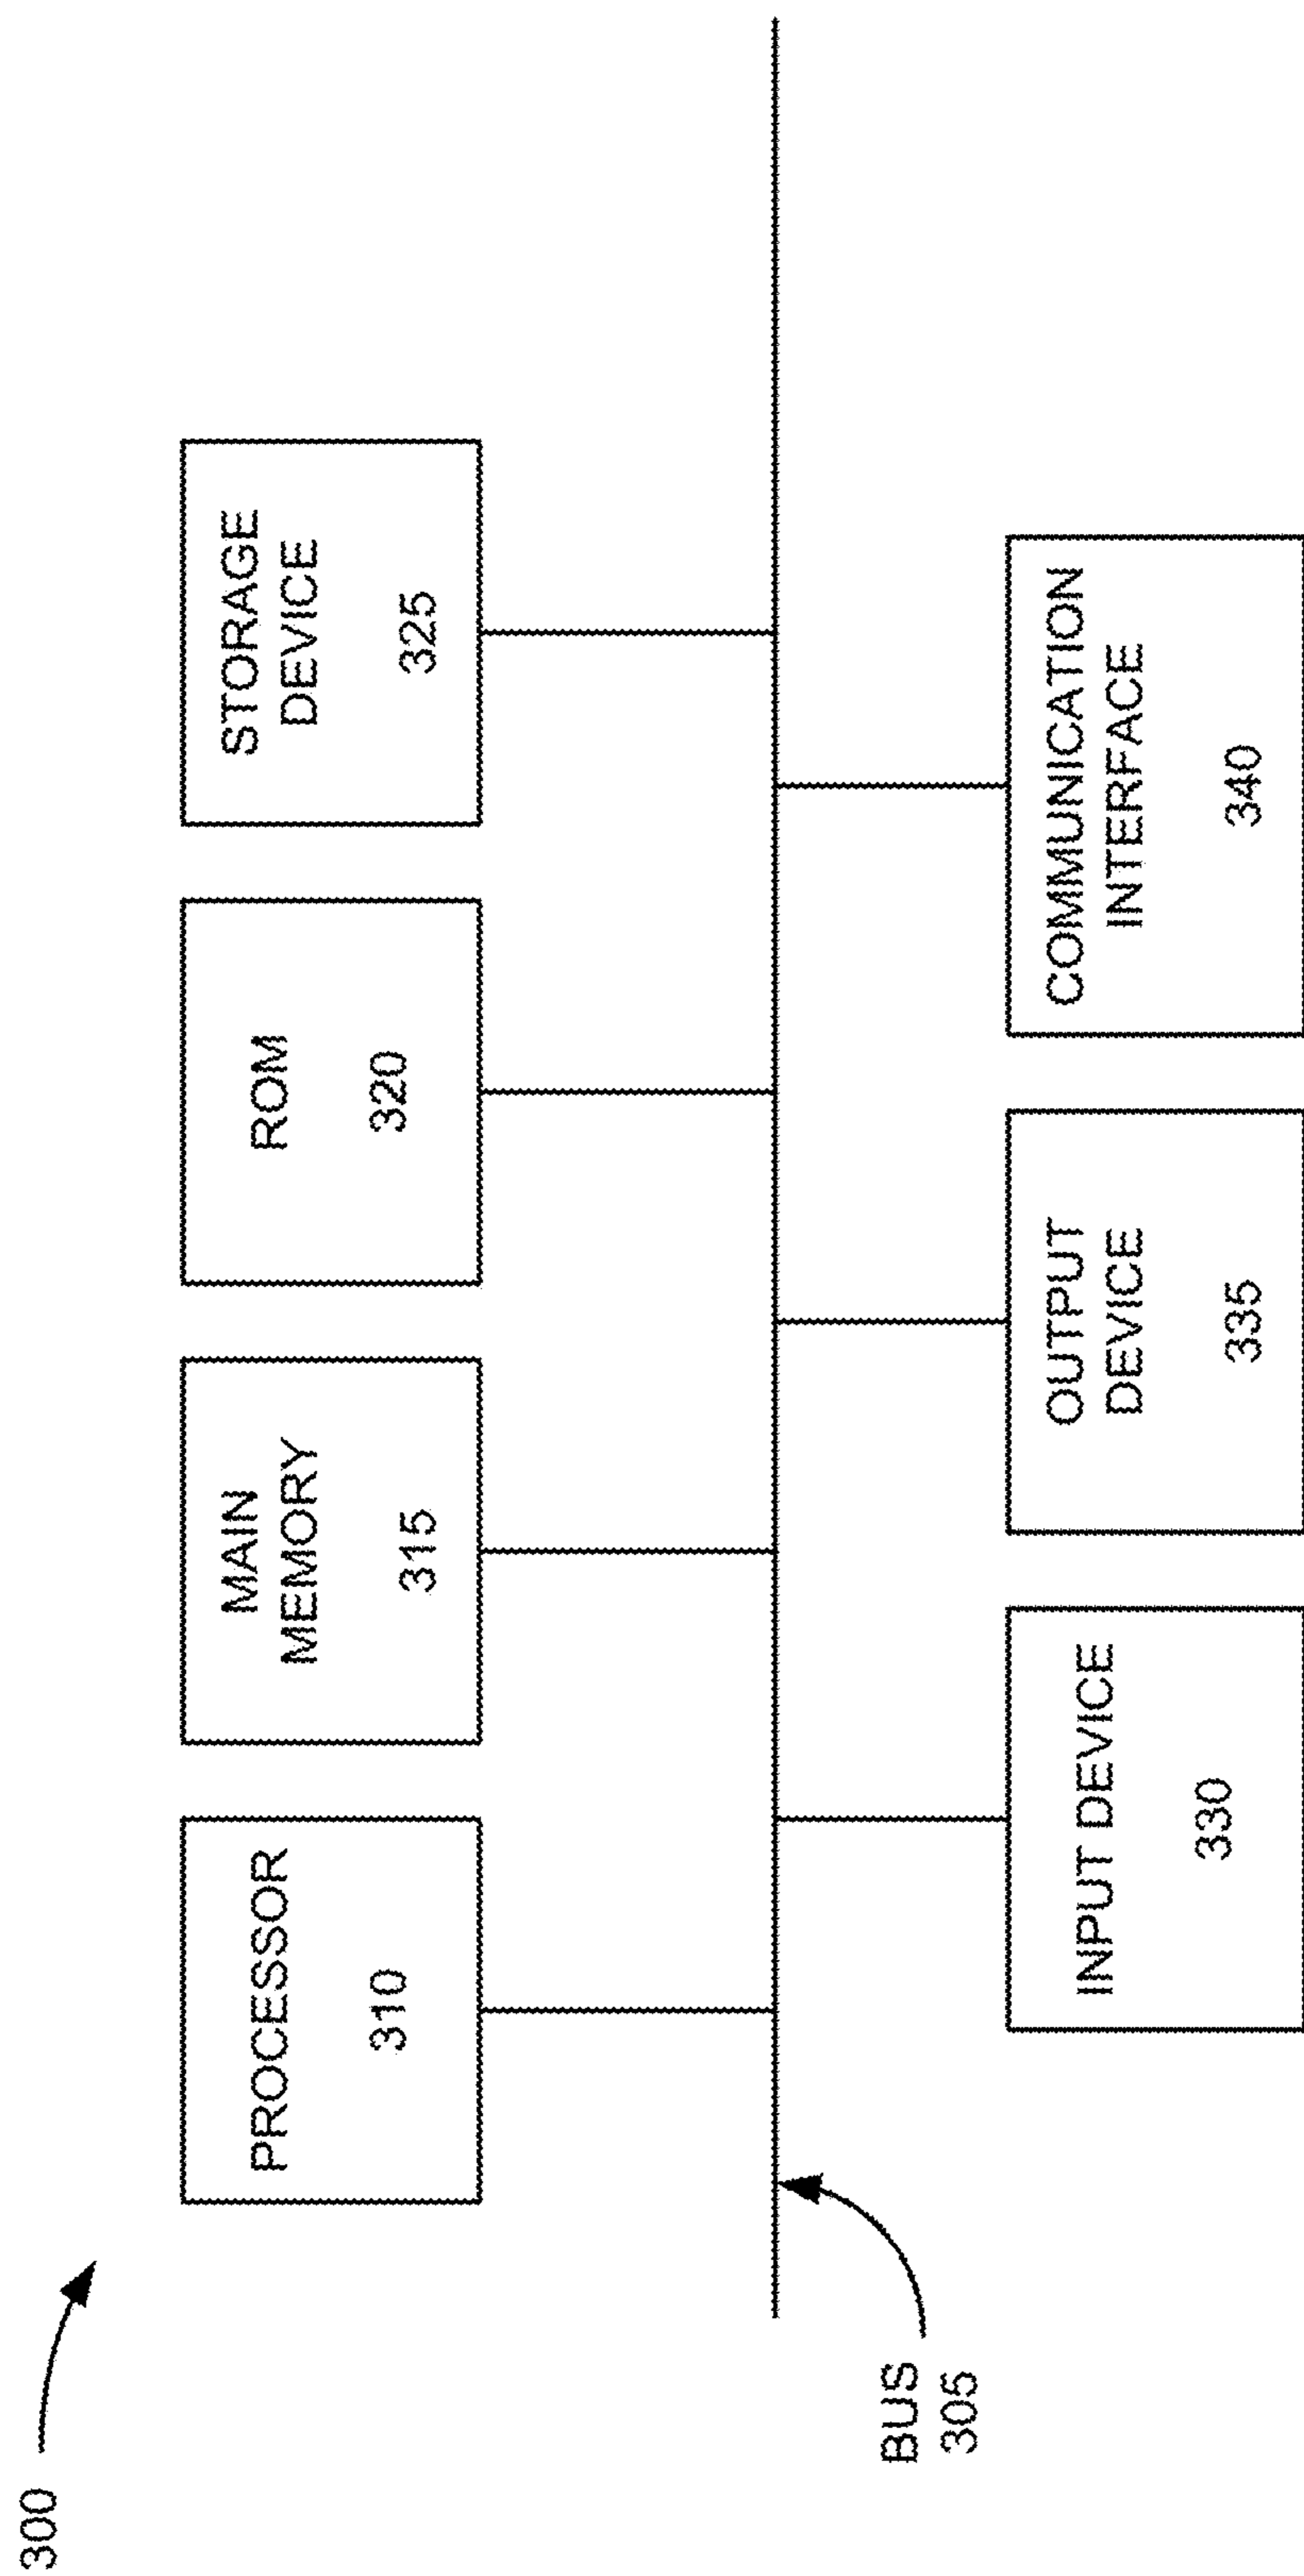 300
PROCESSOR
310
MAIN
MEMORY
315
ROM
320
STORAGE
DEVICE
325
BUS
305
INPUT DEVICE
330
OUTPUT
DEVICE
335
COMMUNICATION
INTERFACE
340